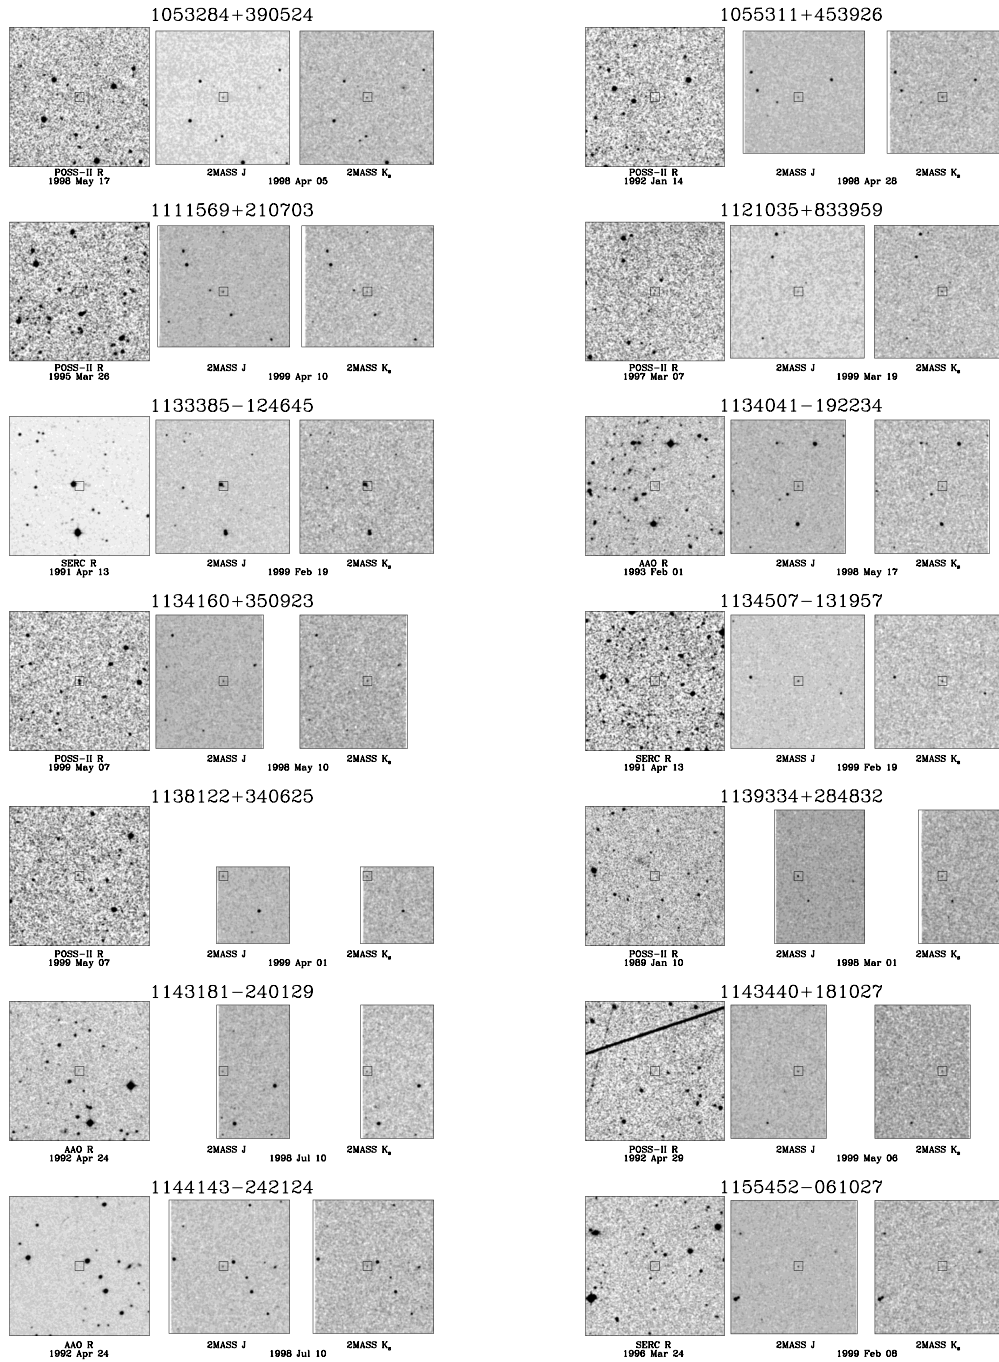 1053284+390524
POSS-II R
1998 May 17
2MASS J
1998 Apr 05
2MASS Ks
1055311+453926
POSS-II R
1992 Jan 14
2MASS J
1998 Apr 28
2MASS Ks
1111569+210703
POSS-II R
1995 Mar 26
2MASS J
1999 Apr 10
2MASS Ks
1121035+833959
POSS-II R
1997 Mar 07
2MASS J
1999 Mar 19
2MASS Ks
1133385-124645
SERC R
1991 Apr 13
2MASS J
1999 Feb 19
2MASS Ks
1134041-192234
AAO R
1993 Feb 01
2MASS J
1998 May 17
2MASS Ks
1134160+350923
POSS-II R
1999 May 07
2MASS J
1998 May 10
2MASS Ks
1134507-131957
SERC R
1991 Apr 13
2MASS J
1999 Feb 19
2MASS Ks
1138122+340625
POSS-II R
1999 May 07
2MASS J
1999 Apr 01
2MASS Ks
1139334+284832
POSS-II R
1989 Jan 10
2MASS J
1998 Mar 01
2MASS Ks
1143181-240129
AAO R
1992 Apr 24
2MASS J
1998 Jul 10
2MASS Ks
1143440+181027
POSS-II R
1992 Apr 29
2MASS J
1999 May 06
2MASS Ks
1144143-242124
AAO R
1992 Apr 24
2MASS J
1998 Jul 10
2MASS Ks
1155452-061027
SERC R
1996 Mar 24
2MASS J
1999 Feb 08
2MASS Ks